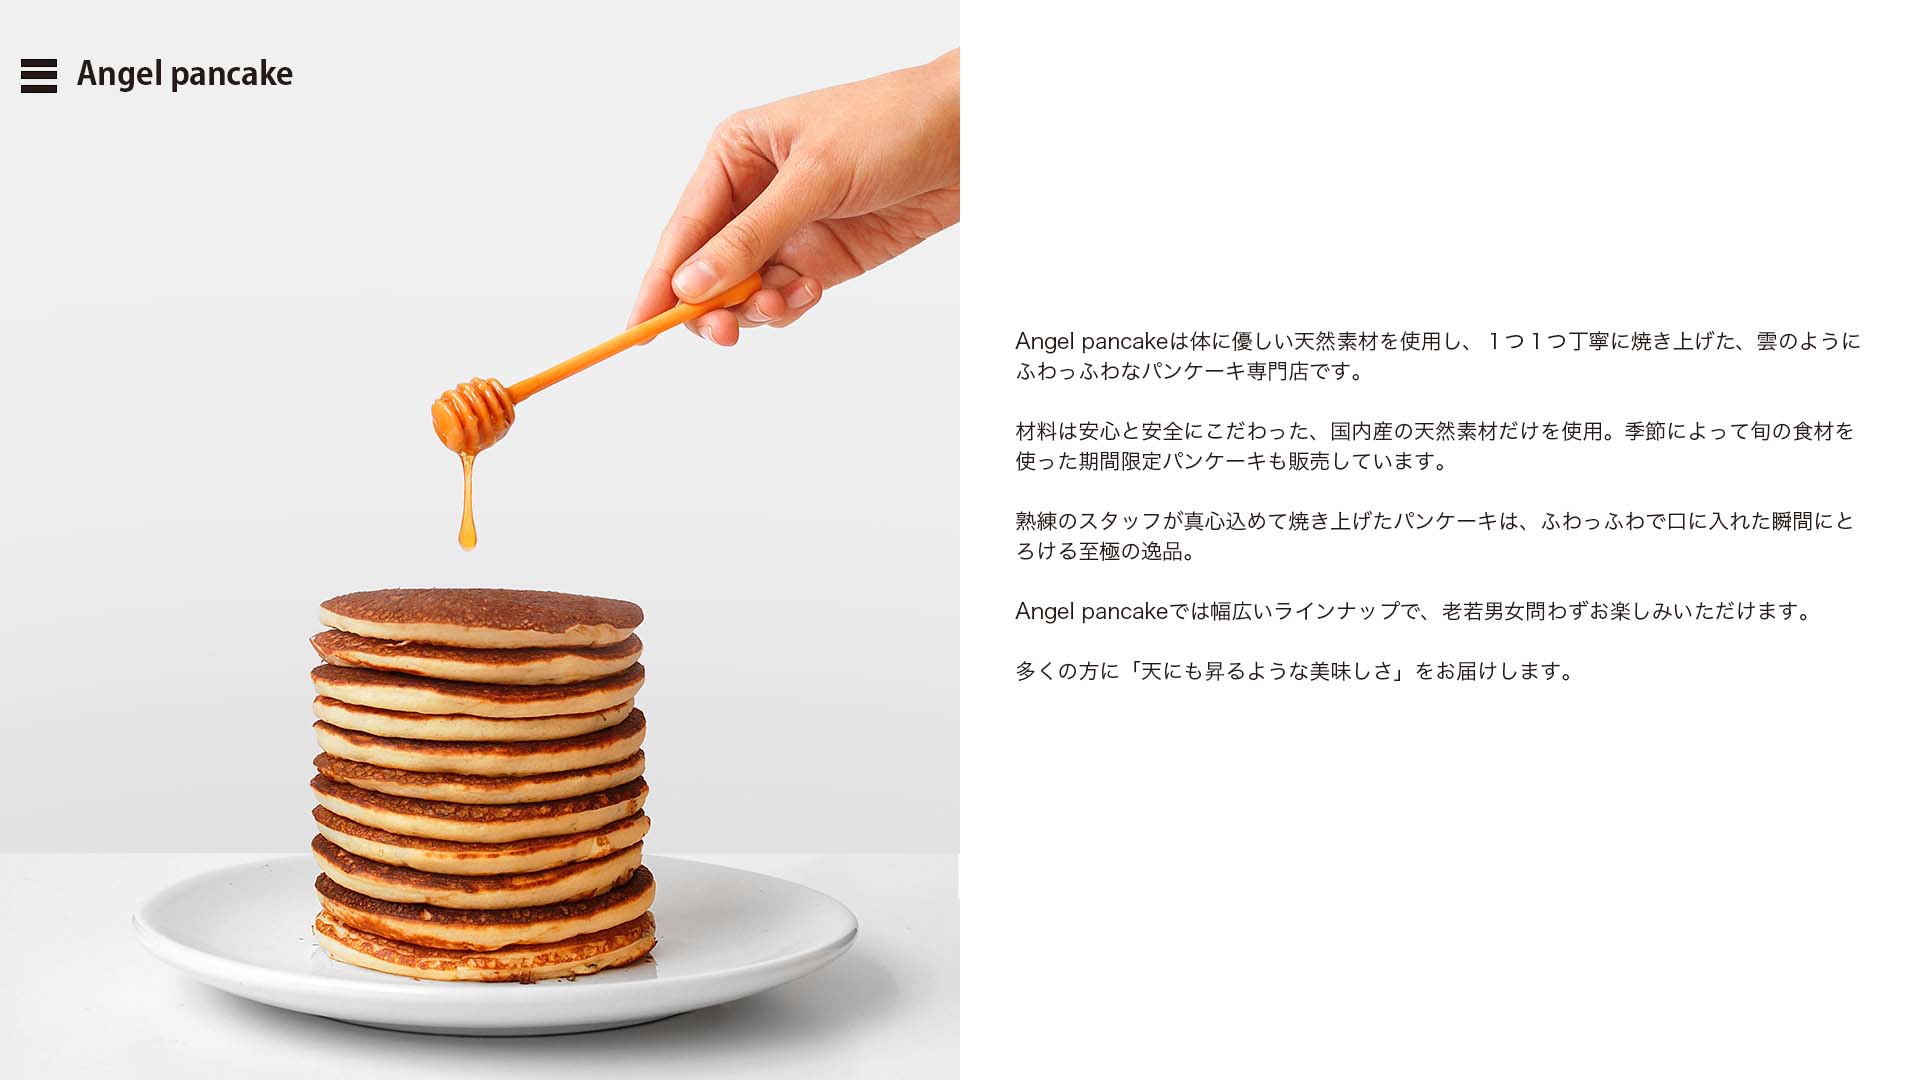 Angel pancake
Angel pancakeは体に優しい天然素材を使用し、１つ１つ丁寧に焼き上げた、雲のように
ふわっふわなパンケーキ専門店です。
材料は安心と安全にこだわった、国内産の天然素材だけを使用。季節によって旬の食材を
使った期間限定パンケーキも販売しています。
熟練のスタッフが真心込めて焼き上げたパンケーキは、ふわっふわで口に入れた瞬間にと
ろける至極の逸品。
Angel pancakeでは幅広いラインナップで、老若男女問わずお楽しみいただけます。
多くの方に「天にも昇るような美味しさ」をお届けします。